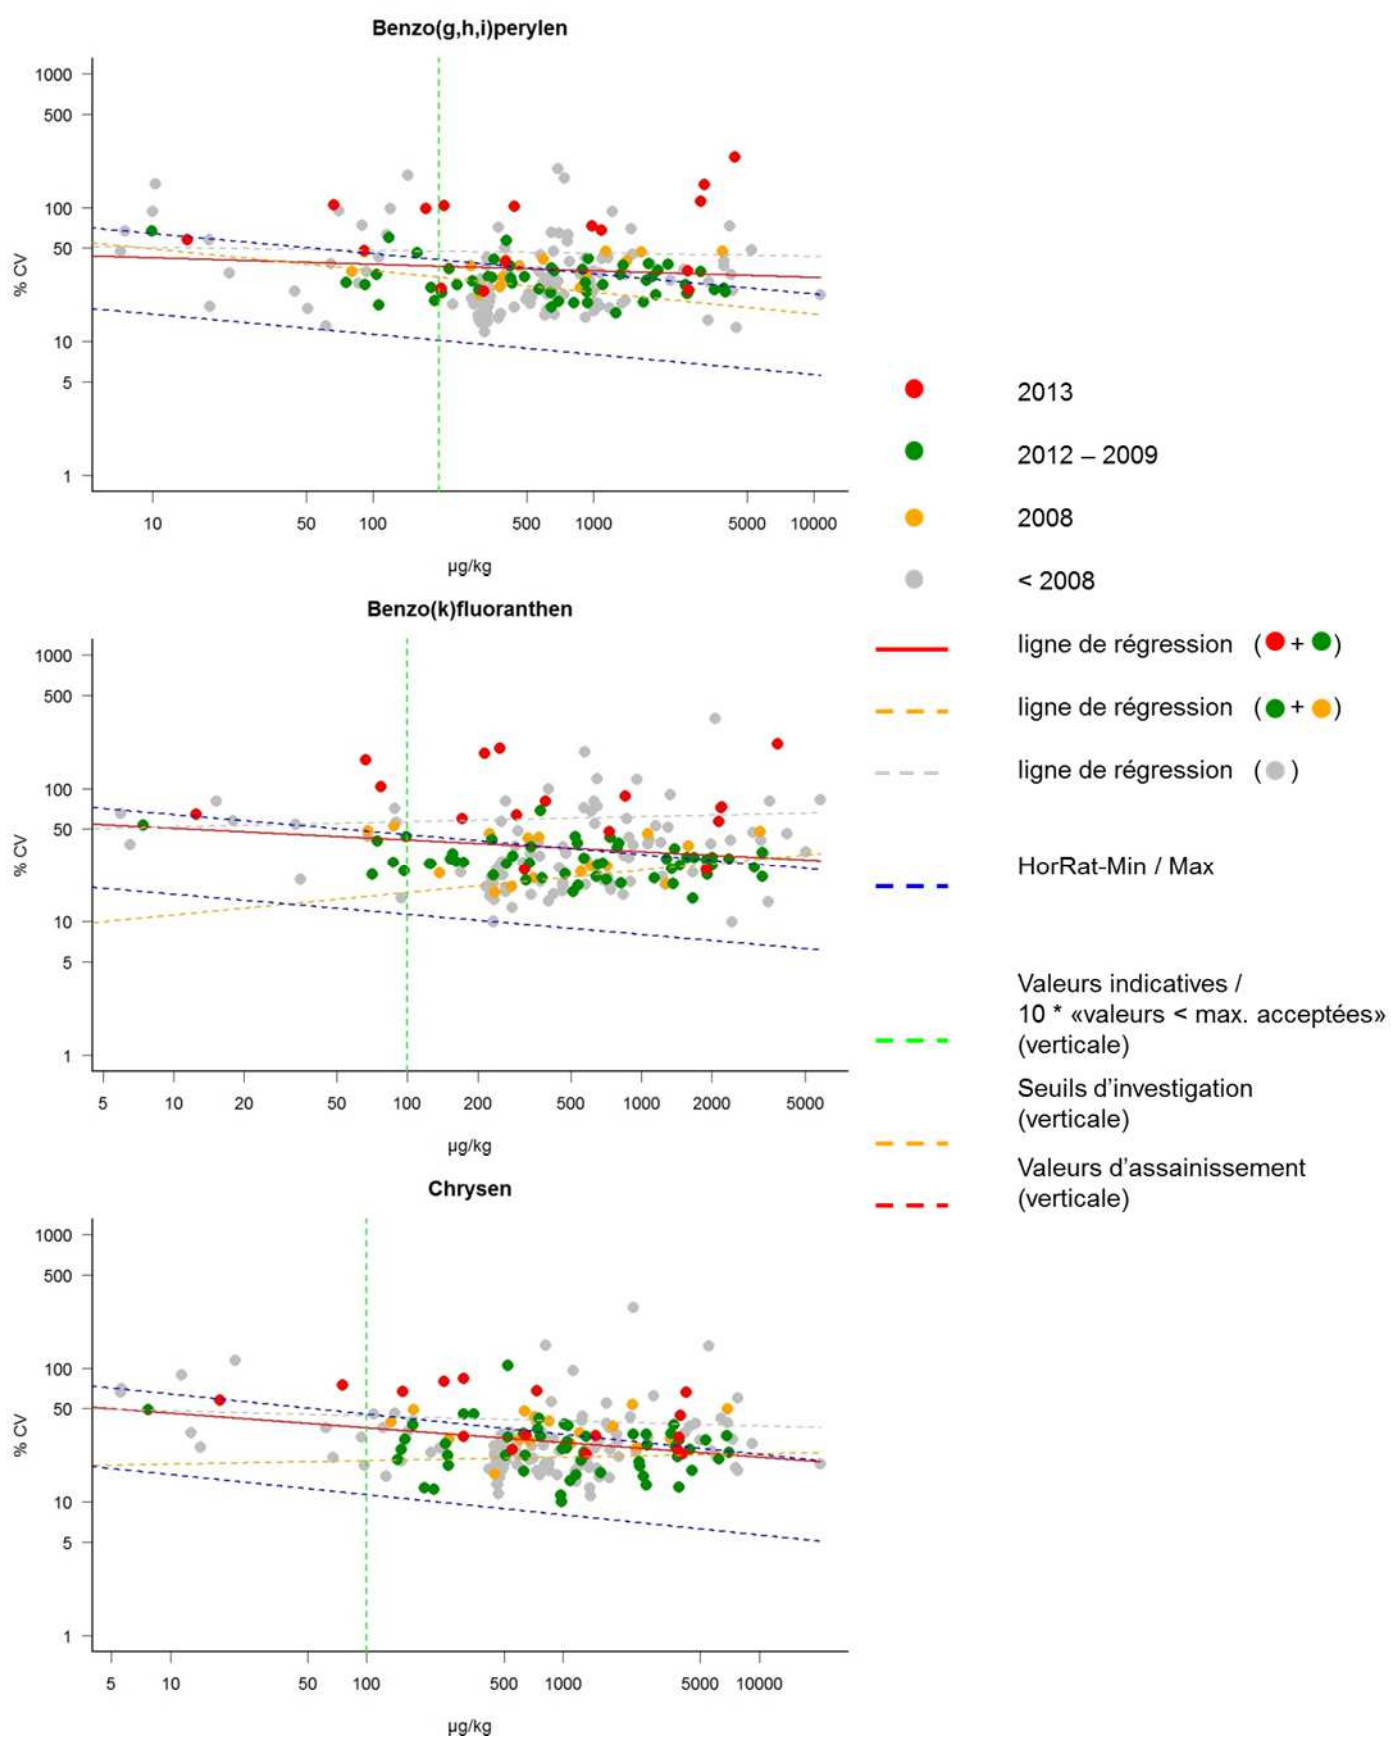 Benzo(g,h,i)perylen
1000
500
100
50
10
5
1
% CV
10 50 100 500 1000 5000 10000
µg/kg
Benzo(k)fluoranthen
1000
500
100
50
10
5
1
% CV
5 10 20 50 100 200 500 1000 2000 5000
µg/kg
Chrysen
1000
500
100
50
10
5
1
% CV
5 10 50 100 500 1000 5000 10000
µg/kg
2013
2012 – 2009
2008
< 2008
ligne de régression ( + )
ligne de régression ( + )
ligne de régression ( )
HorRat-Min / Max
Valeurs indicatives /
10 * «valeurs < max. acceptées»
(verticale)
Seuils d’investigation
(verticale)
Valeurs d’assainissement
(verticale)